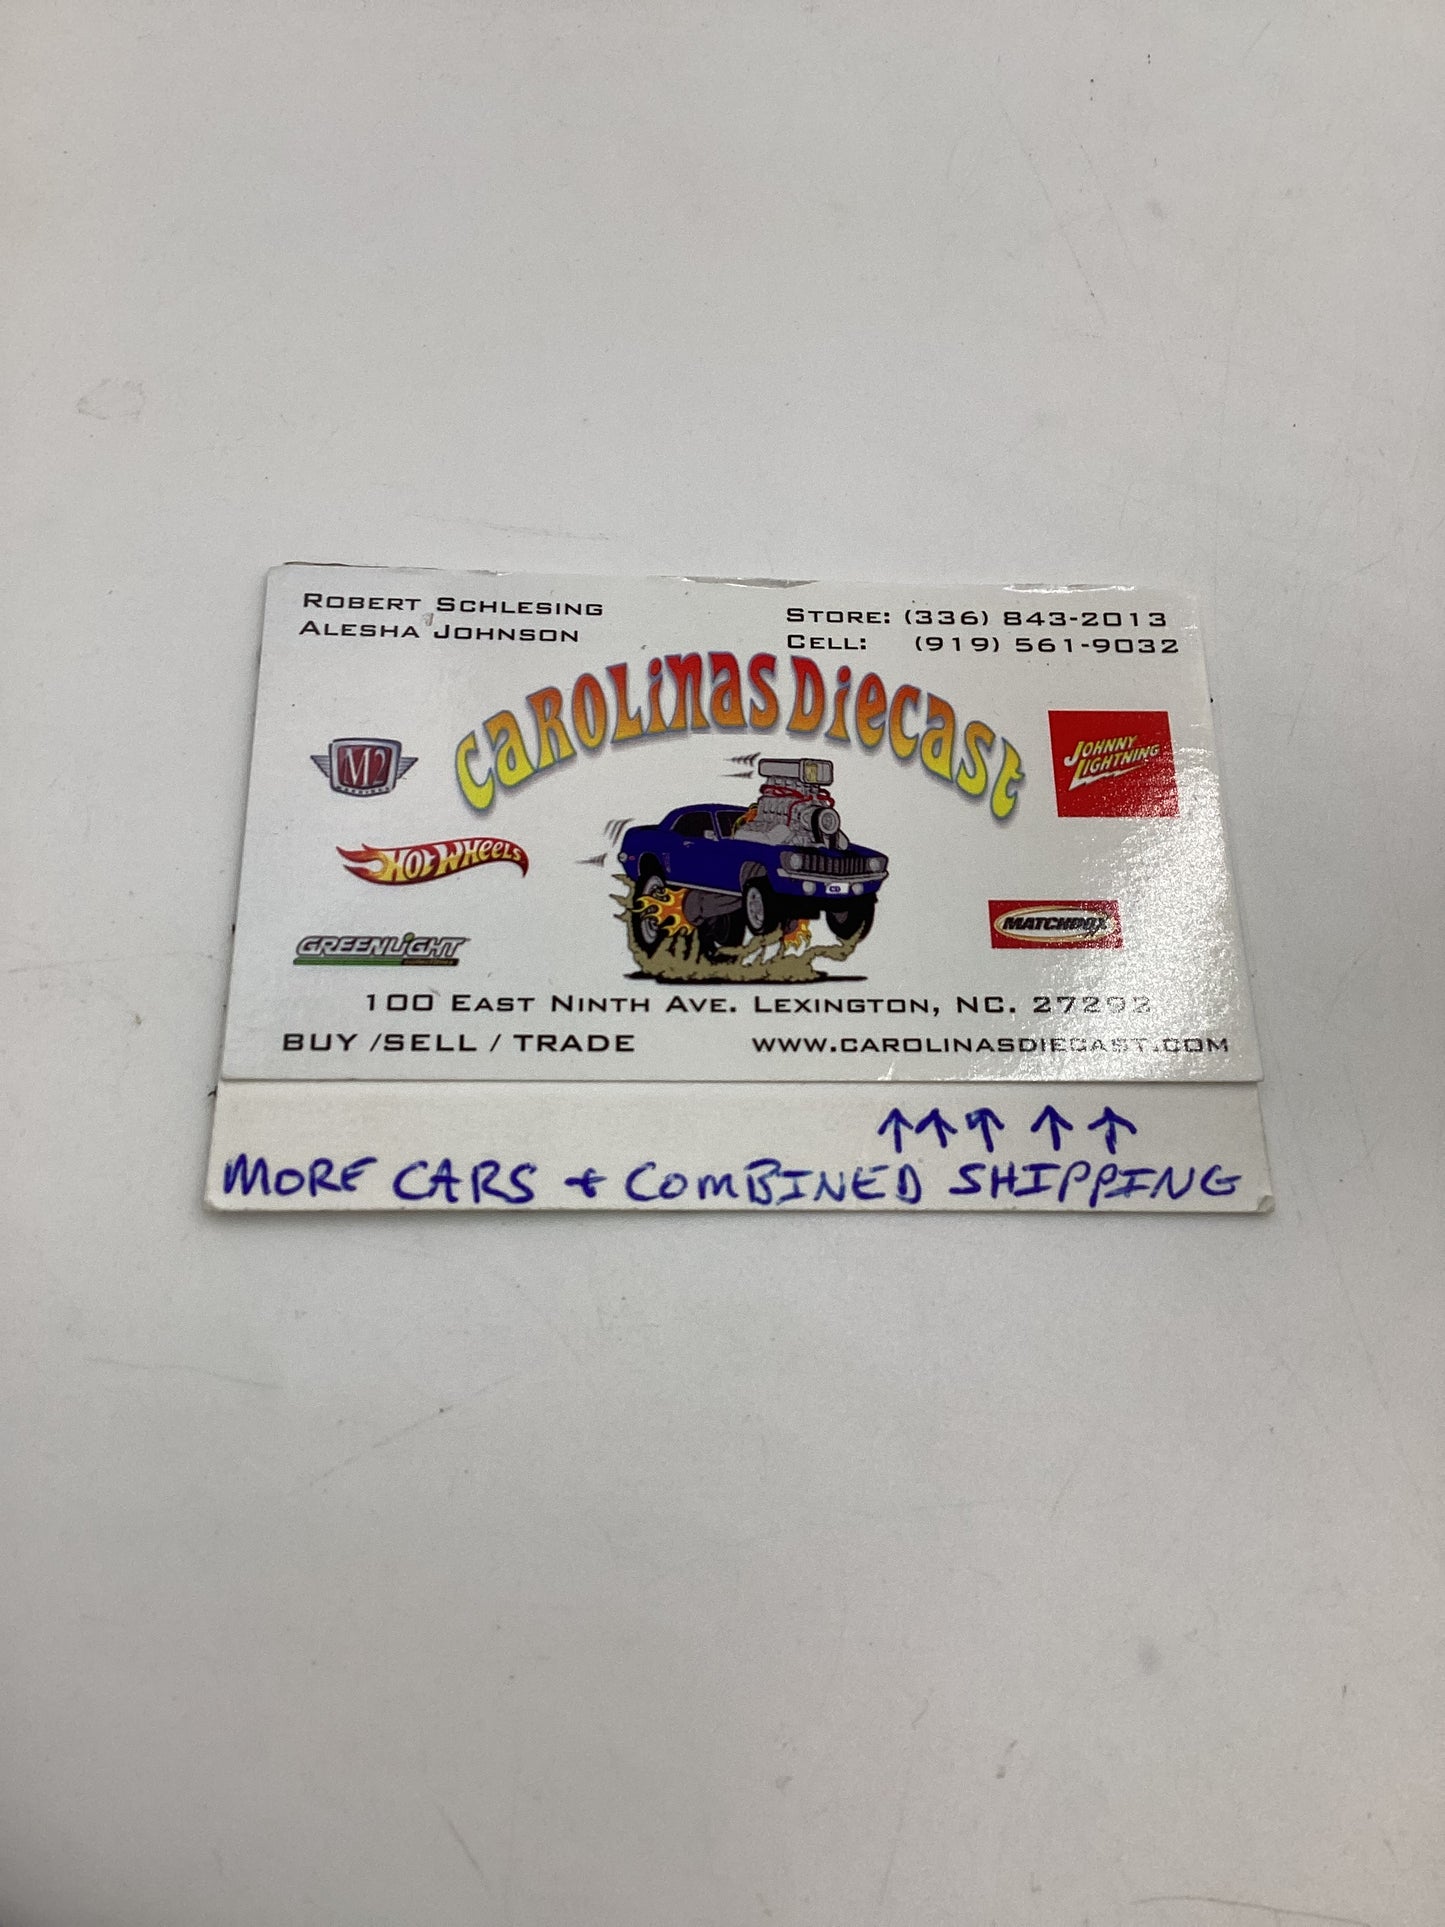 ROBERT SCHLESING
ALESHA JOHNSON
STORE: (336) 843-2013
CELL: (919) 561-9032
CAROLINAS DIECAST
M2
JOHNNY
LIGHTNING
HOT WHEELS
CD
MATCHBOX
GREENLIGHT
100 EAST NINTH AVE. LEXINGTON, NC. 27292
BUY /SELL / TRADE
WWW.CAROLINASDIECAST.COM
↑↑↑ ↑ ↑
MORE CARS + COMBINED SHIPPING